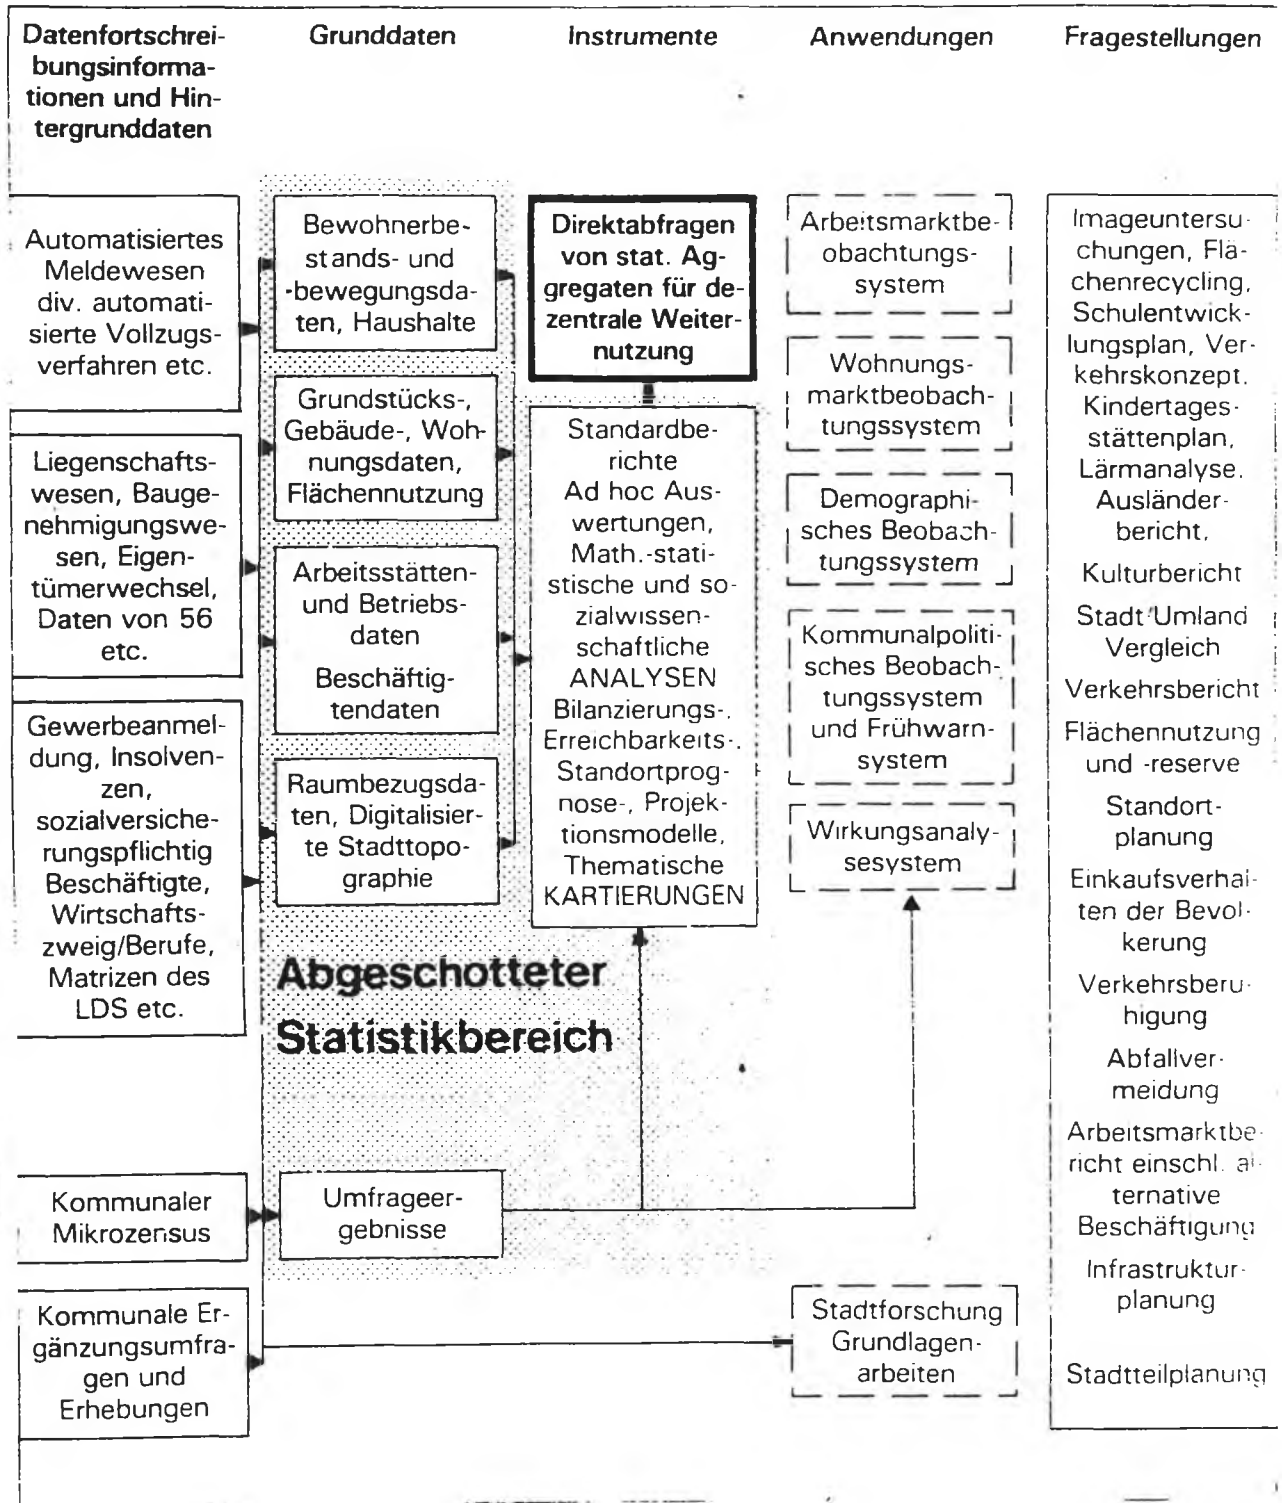 Datenfortschrei-
bungsinforma-
tionen und Hin-
tergrunddaten
Grunddaten
Instrumente
Anwendungen
Fragestellungen
Automatisiertes
Meldewesen
div. automati-
sierte Vollzugs-
verfahren etc.
Liegenschafts-
wesen, Bauge-
nehmigungswe-
sen, Eigen-
tümerwechsel,
Daten von 56
etc.
Gewerbeanmel-
dung, Insolven-
zen,
sozialversiche-
rungspflichtig
Beschäftigte,
Wirtschafts-
zweig/Berufe,
Matrizen des
LDS etc.
Kommunaler
Mikrozensus
Kommunale Er-
gänzungsumfra-
gen und
Erhebungen
Bewohnerbe-
stands- und
-bewegungsda-
ten, Haushalte
Grundstücks-,
Gebäude-, Woh-
nungsdaten,
Flächennutzung
Arbeitsstätten-
und Betriebs-
daten
Beschäftig-
tendaten
Raumbezugsda-
ten, Digitalisier-
te Stadttopo-
graphie
Abgeschotteter
Statistikbereich
Umfrageer-
gebnisse
Direktabfragen
von stat. Ag-
gregaten für de-
zentrale Weiter-
nutzung
Standardbe-
richte
Ad hoc Aus-
wertungen,
Math.-stati-
stische und so-
zialwissen-
schaftliche
ANALYSEN
Bilanzierungs-,
Erreichbarkeits-,
Standortprog-
nose-, Projek-
tionsmodelle,
Thematische
KARTIERUNGEN
Arbeitsmarktbe-
obachtungs-
system
Wohnungs-
marktbeobach-
tungssystem
Demographi-
sches Beobach-
tungssystem
Kommunalpoliti-
sches Beobach-
tungssystem
und Frühwarn-
system
Wirkungsanaly-
sesystem
Stadtforschung
Grundlagen-
arbeiten
Imageuntersu-
chungen, Flä-
chenrecycling,
Schulentwick-
lungsplan, Ver-
kehrskonzept,
Kindertages-
stättenplan,
Lärmanalyse,
Ausländer-
bericht,
Kulturbericht
Stadt/Umland
Vergleich
Verkehrsbericht
Flächennutzung
und -reserve
Standort-
planung
Einkaufsverhal-
ten der Bevöl-
kerung
Verkehrsberu-
higung
Abfallver-
meidung
Arbeitsmarktbe-
richt einschl. al-
ternative
Beschäftigung
Infrastruktur-
planung
Stadtteilplanung